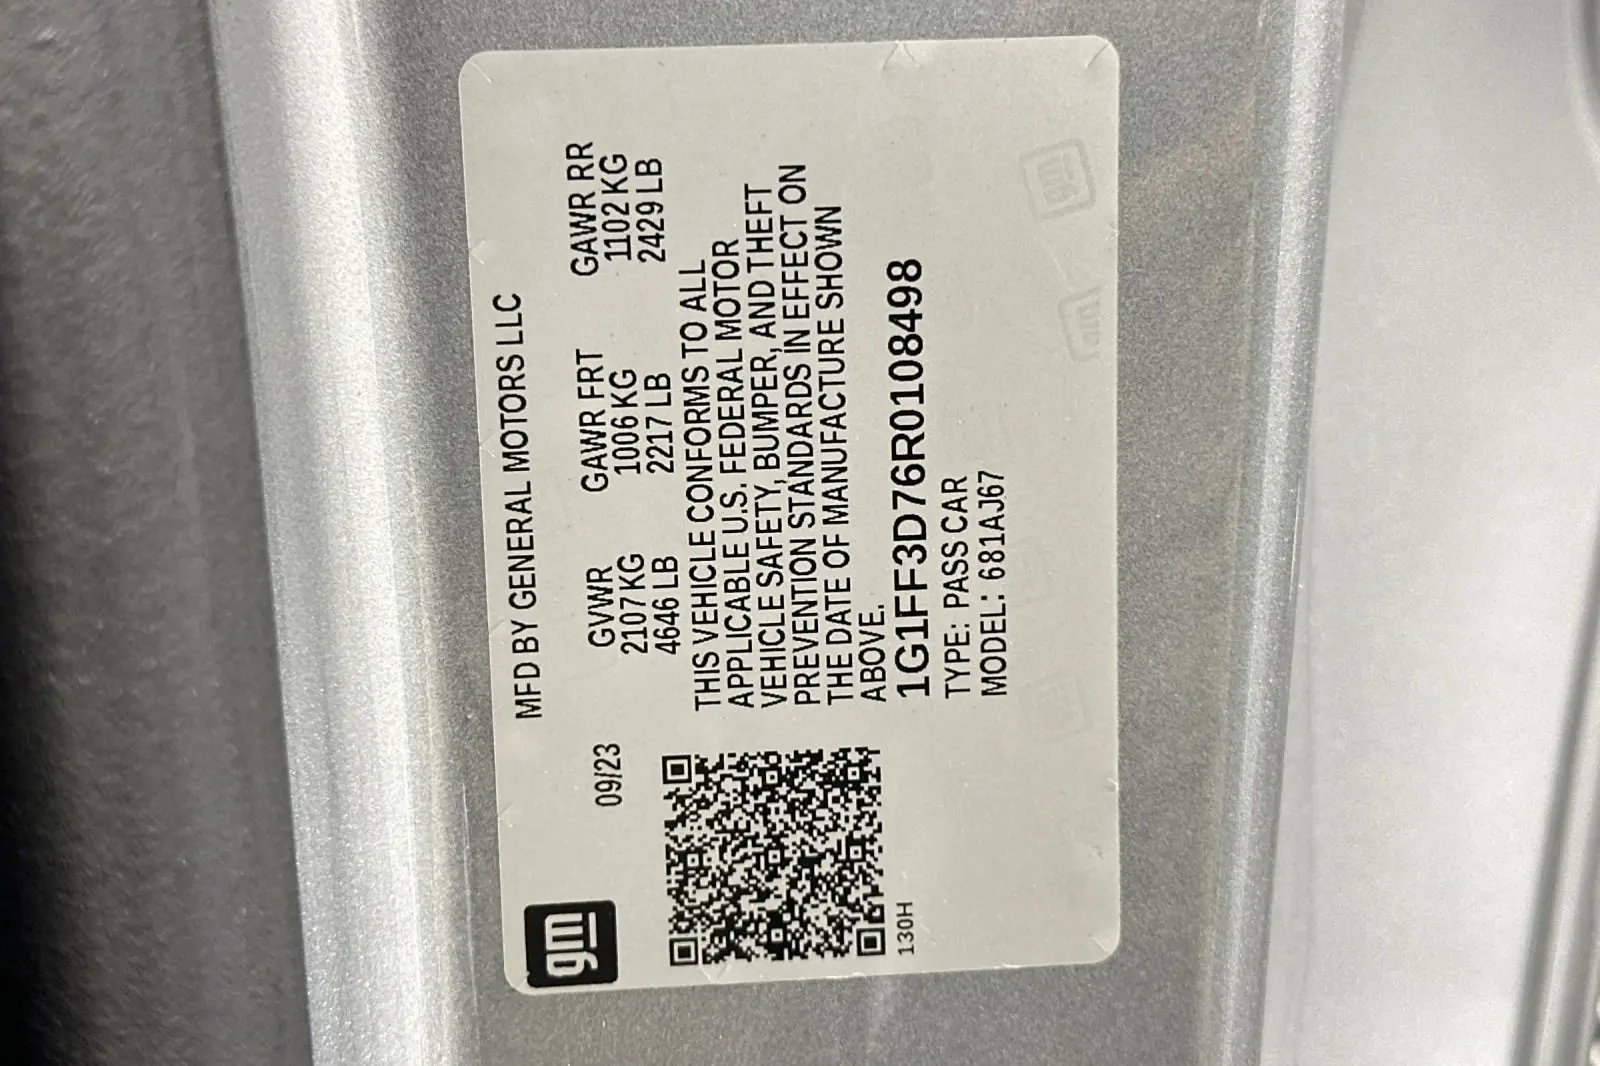 gm
MFD BY GENERAL MOTORS LLC
09/23
GVWR GAWR FRT GAWR RR
2107 KG 1006 KG 1102 KG
4646 LB 2217 LB 2429 LB
THIS VEHICLE CONFORMS TO ALL
APPLICABLE U.S. FEDERAL MOTOR
VEHICLE SAFETY, BUMPER, AND THEFT
PREVENTION STANDARDS IN EFFECT ON
THE DATE OF MANUFACTURE SHOWN
ABOVE.
1G1FF3D76R0108498
TYPE: PASS CAR
MODEL: 681AJ67
130H